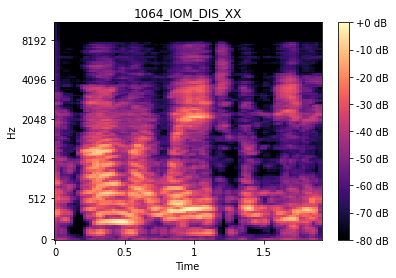 1064_IOM_DIS_XX
+0 dB
8192
-10 dB
4096
-20 dB
-30 dB
2048
Hz
-40 dB
1024
-50 dB
512
-60 dB
-70 dB
0
-80 dB
0
0.5
1
1.5
Time